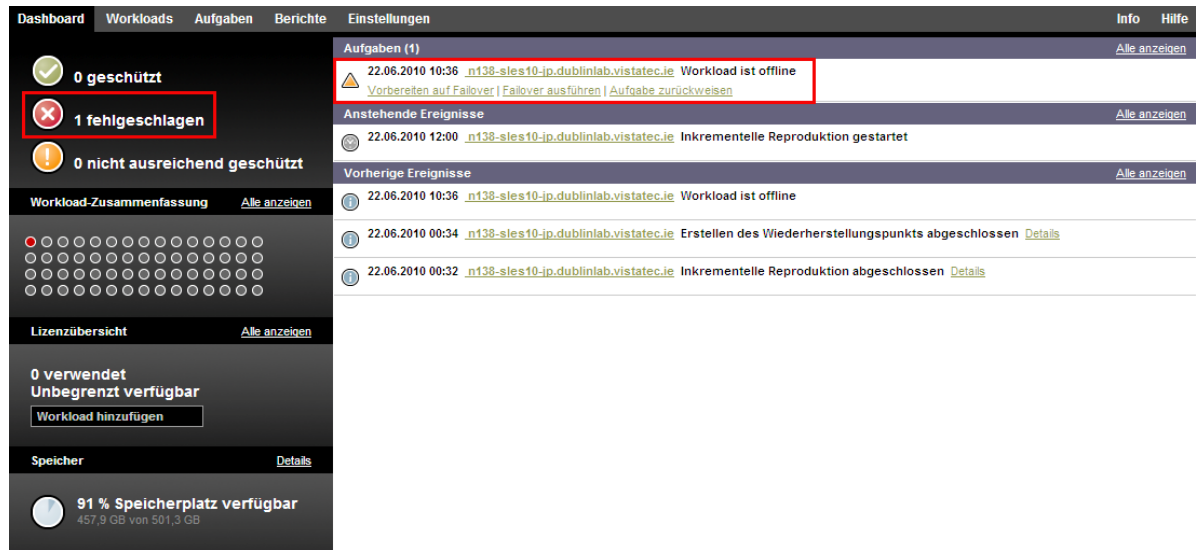 Dashboard Workloads Aufgaben Berichte Einstellungen Info Hilfe
0 geschützt
1 fehlgeschlagen
0 nicht ausreichend geschützt
Workload-Zusammenfassung Alle anzeigen
Lizenzübersicht Alle anzeigen
0 verwendet
Unbegrenzt verfügbar
Workload hinzufügen
Speicher Details
91 % Speicherplatz verfügbar
457,9 GB von 501,3 GB
Aufgaben (1) Alle anzeigen
22.06.2010 10:36 n138-sles10-jp.dublinlab.vistatec.ie Workload ist offline
Vorbereiten auf Failover | Failover ausführen | Aufgabe zurückweisen
Anstehende Ereignisse Alle anzeigen
22.06.2010 12:00 n138-sles10-jp.dublinlab.vistatec.ie Inkrementelle Reproduktion gestartet
Vorherige Ereignisse Alle anzeigen
22.06.2010 10:36 n138-sles10-jp.dublinlab.vistatec.ie Workload ist offline
22.06.2010 00:34 n138-sles10-jp.dublinlab.vistatec.ie Erstellen des Wiederherstellungspunkts abgeschlossen Details
22.06.2010 00:32 n138-sles10-jp.dublinlab.vistatec.ie Inkrementelle Reproduktion abgeschlossen Details